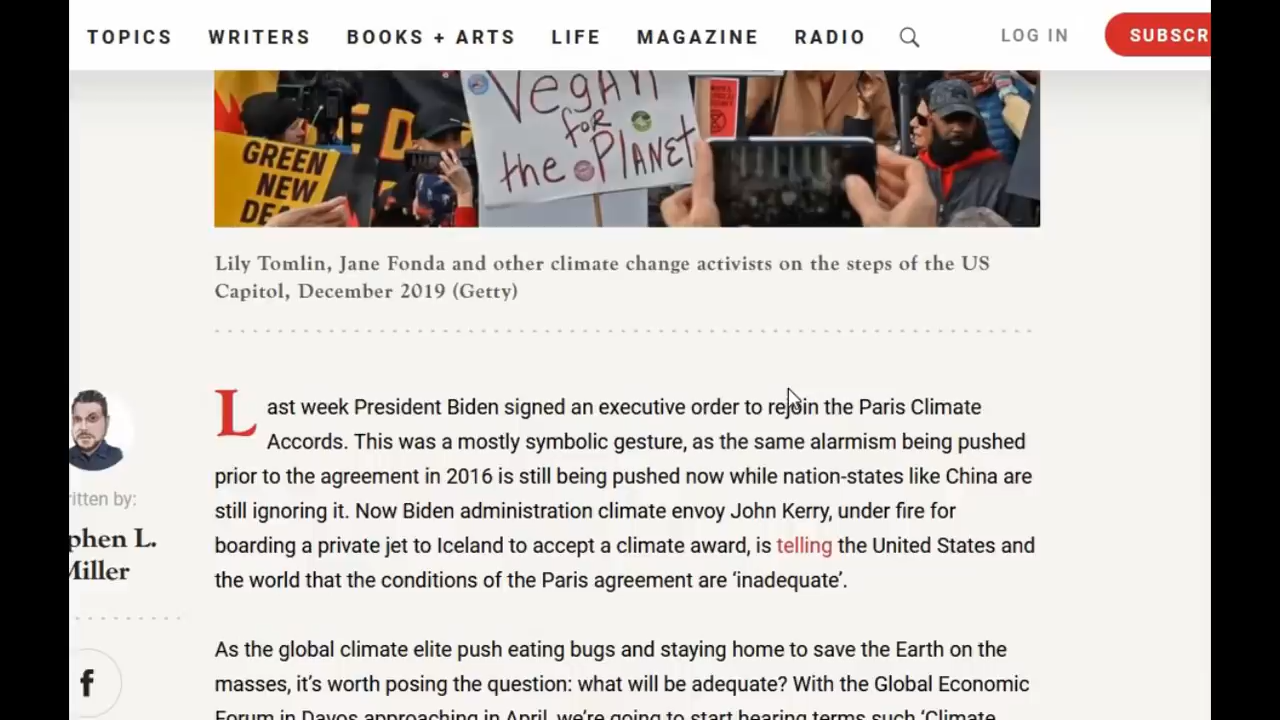 TOPICS WRITERS BOOKS + ARTS LIFE MAGAZINE RADIO LOG IN SUBSCR
Vegan
for
the PLANET
GREEN
NEW
DEA
Lily Tomlin, Jane Fonda and other climate change activists on the steps of the US
Capitol, December 2019 (Getty)
Last week President Biden signed an executive order to rejoin the Paris Climate
Accords. This was a mostly symbolic gesture, as the same alarmism being pushed
prior to the agreement in 2016 is still being pushed now while nation-states like China are
still ignoring it. Now Biden administration climate envoy John Kerry, under fire for
boarding a private jet to Iceland to accept a climate award, is telling the United States and
the world that the conditions of the Paris agreement are ‘inadequate’.
itten by:
phen L.
Miller
f
As the global climate elite push eating bugs and staying home to save the Earth on the
masses, it’s worth posing the question: what will be adequate? With the Global Economic
Forum in Davos approaching in April, we’re going to start hearing terms such ‘Climate